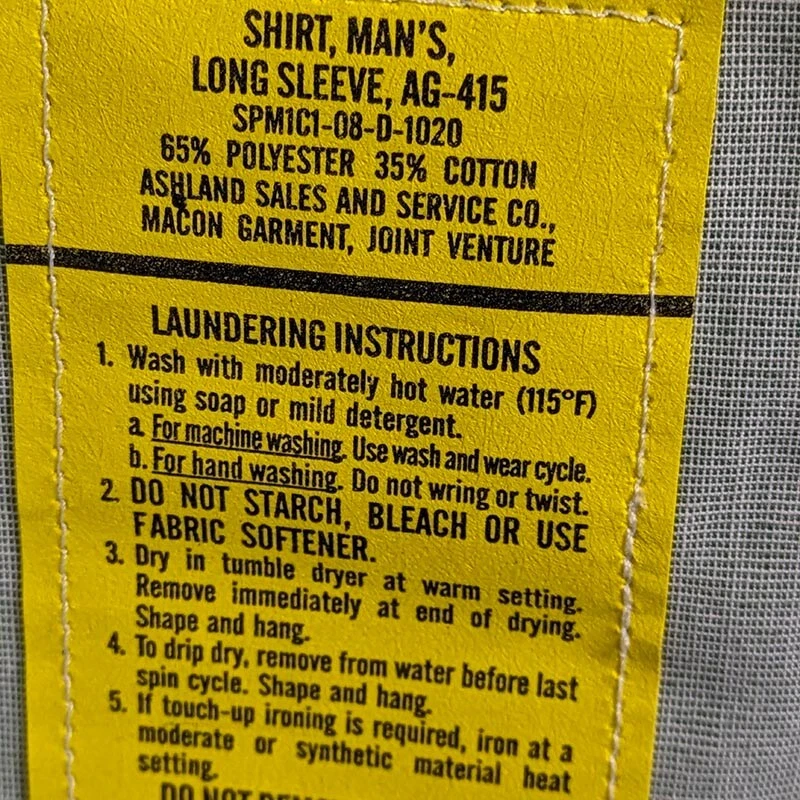 SHIRT, MAN'S,
LONG SLEEVE, AG-415
SPM1C1-08-D-1020
65% POLYESTER 35% COTTON
ASHLAND SALES AND SERVICE CO.,
MACON GARMENT, JOINT VENTURE
LAUNDERING INSTRUCTIONS
1. Wash with moderately hot water (115°F)
using soap or mild detergent.
a. For machine washing. Use wash and wear cycle.
b. For hand washing. Do not wring or twist.
2. DO NOT STARCH, BLEACH OR USE
FABRIC SOFTENER.
3. Dry in tumble dryer at warm setting.
Remove immediately at end of drying.
Shape and hang.
4. To drip dry, remove from water before last
spin cycle. Shape and hang.
5. If touch-up ironing is required, iron at a
moderate or synthetic material heat
setting.
DO NOT